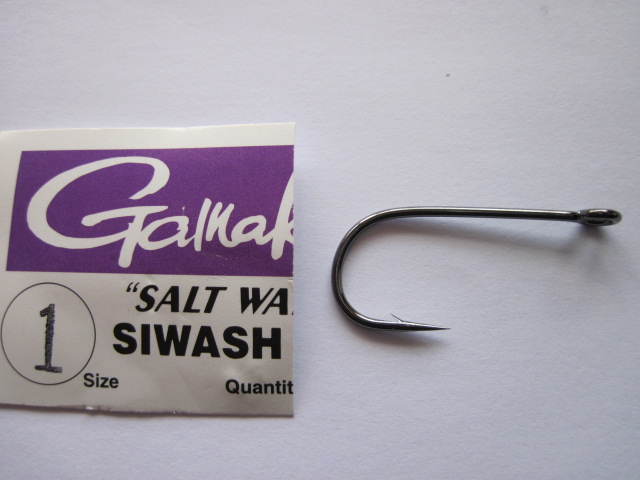 Gamak
"SALT WA
SIWASH
1
Size Quantit